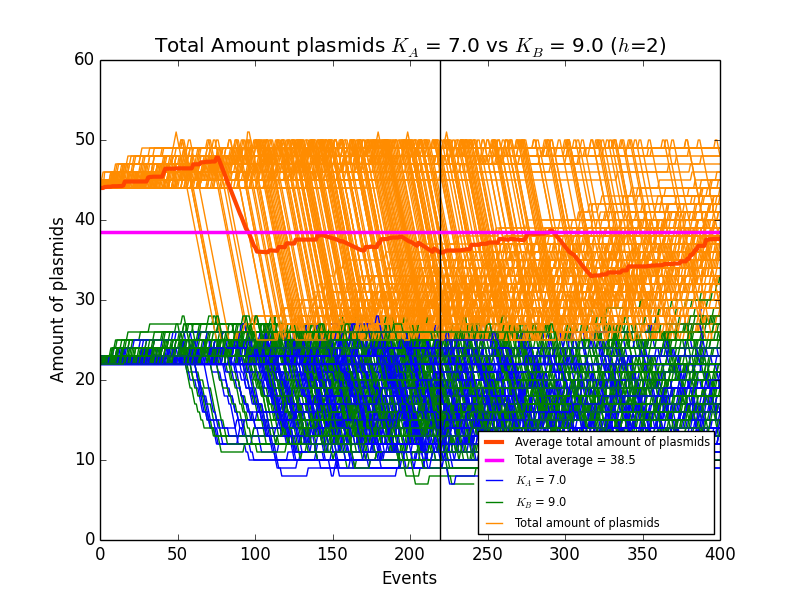 Total Amount plasmids K_A = 7.0 vs K_B = 9.0 (h=2)
60
50
40
30
20
10
0
Amount of plasmids
0 50 100 150 200 250 300 350 400
Events
Average total amount of plasmids
Total average = 38.5
K_A = 7.0
K_B = 9.0
Total amount of plasmids